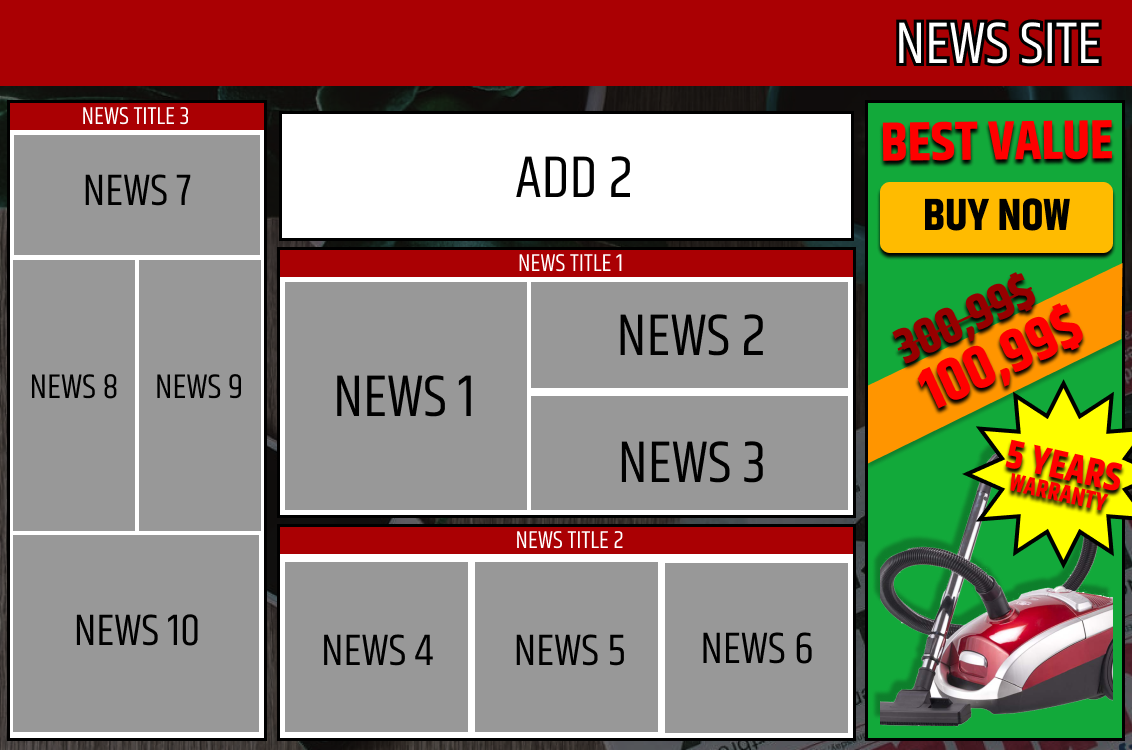 NEWS SITE
NEWS TITLE 3
NEWS 7
NEWS 8
NEWS 9
NEWS 10
ADD 2
NEWS TITLE 1
NEWS 1
NEWS 2
NEWS 3
NEWS TITLE 2
NEWS 4
NEWS 5
NEWS 6
BEST VALUE
BUY NOW
300,99$
100,99$
5 YEARS
WARRANTY